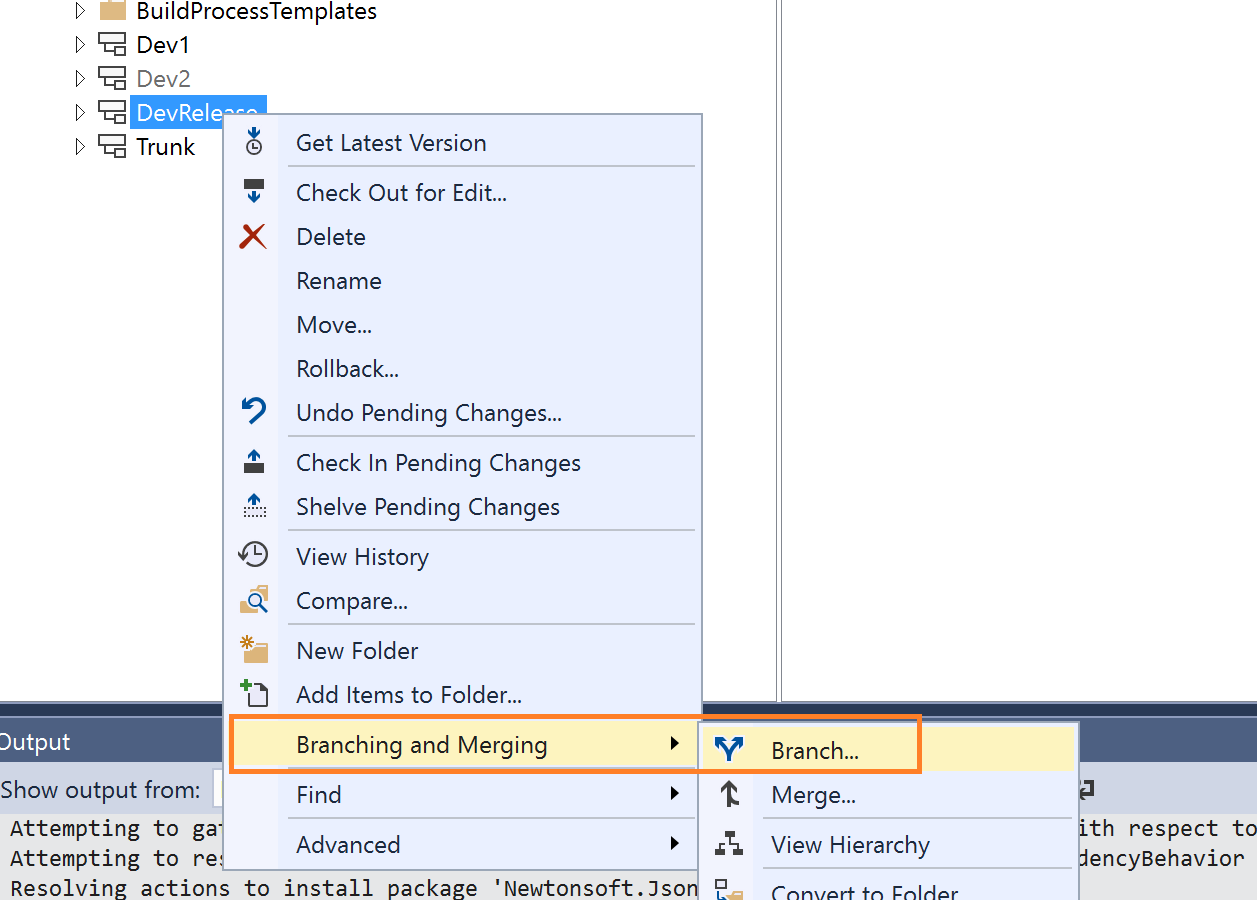 BuildProcessTemplates
Dev1
Dev2
DevRelease
Trunk
Get Latest Version
Check Out for Edit...
Delete
Rename
Move...
Rollback...
Undo Pending Changes...
Check In Pending Changes
Shelve Pending Changes
View History
Compare...
New Folder
Add Items to Folder...
Branching and Merging
Find
Advanced
Branch...
Merge...
View Hierarchy
Convert to Folder
Output
Show output from:
Attempting to ga ith respect to
Attempting to res dencyBehavior
Resolving actions to install package 'Newtonsoft.Json